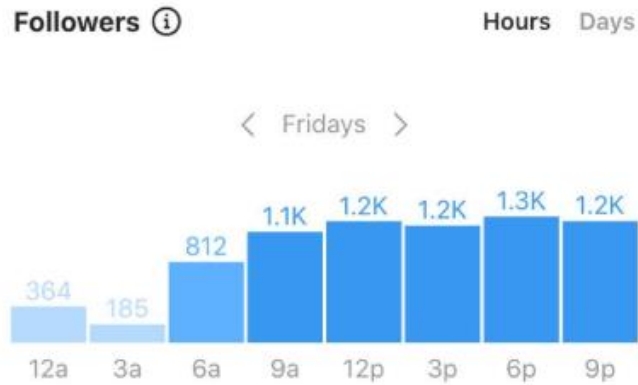 Followers
Hours Days
< Fridays >
364 185 812 1.1K 1.2K 1.2K 1.3K 1.2K
12a 3a 6a 9a 12p 3p 6p 9p